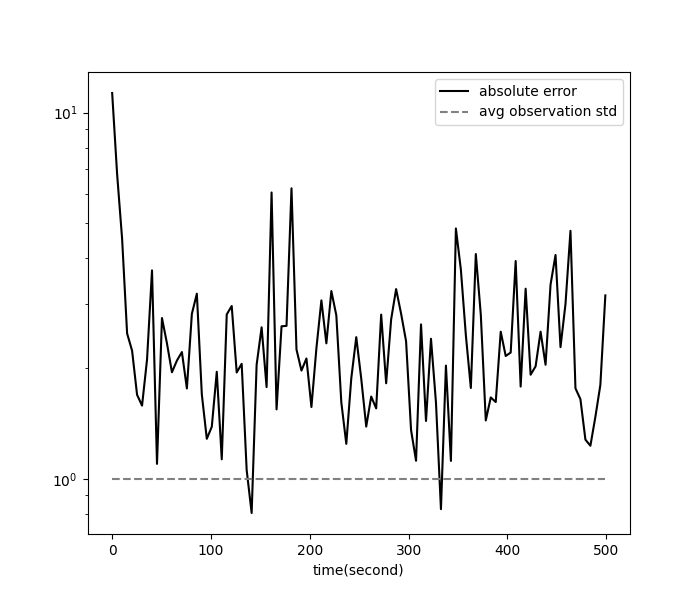 absolute error
avg observation std
10¹
10⁰
0 100 200 300 400 500
time(second)